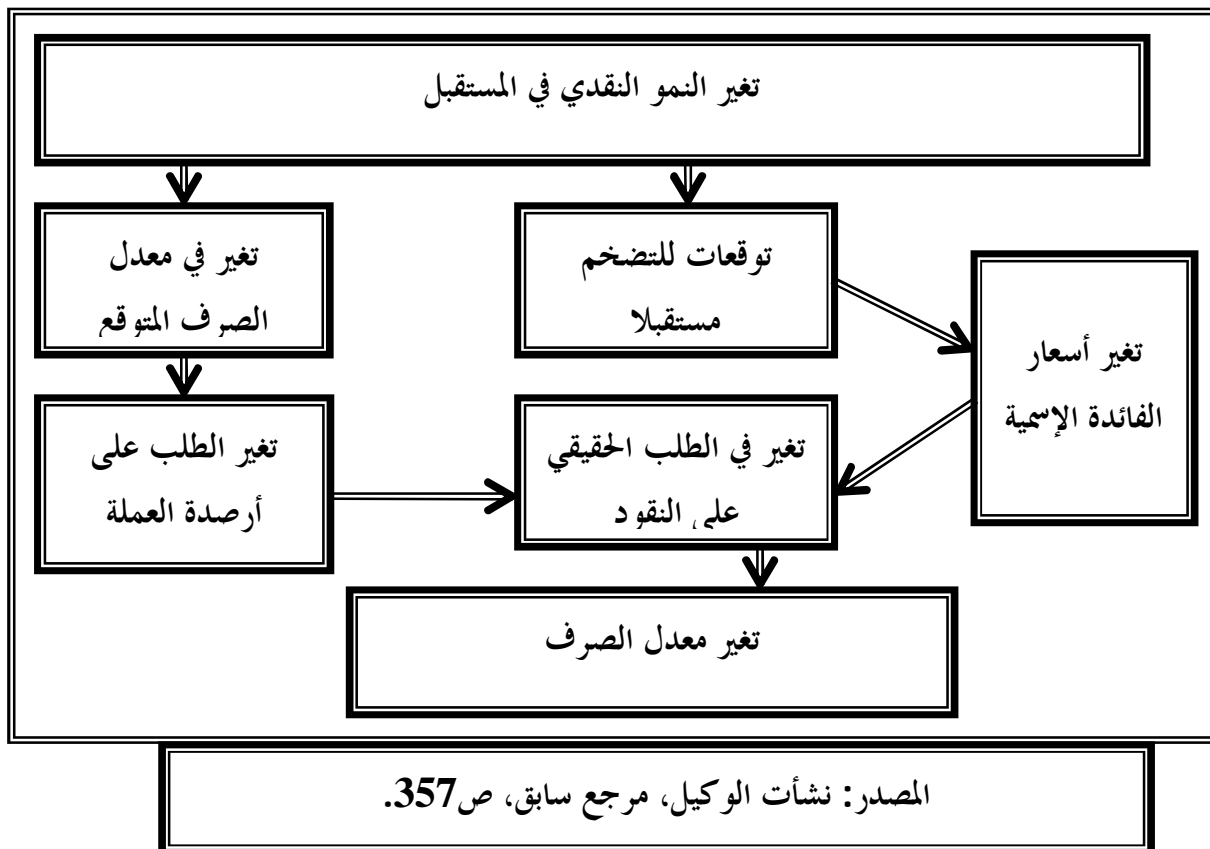 تغير النمو النقدي في المستقبل
توقعات للتضخم
مستقبلا
تغير في معدل
الصرف المتوقع
تغير أسعار
الفائدة الإسمية
تغير في الطلب الحقيقي
على النقود
تغير الطلب على
أرصدة العملة
تغير معدل الصرف
المصدر: نشأت الوكيل، مرجع سابق، ص357.